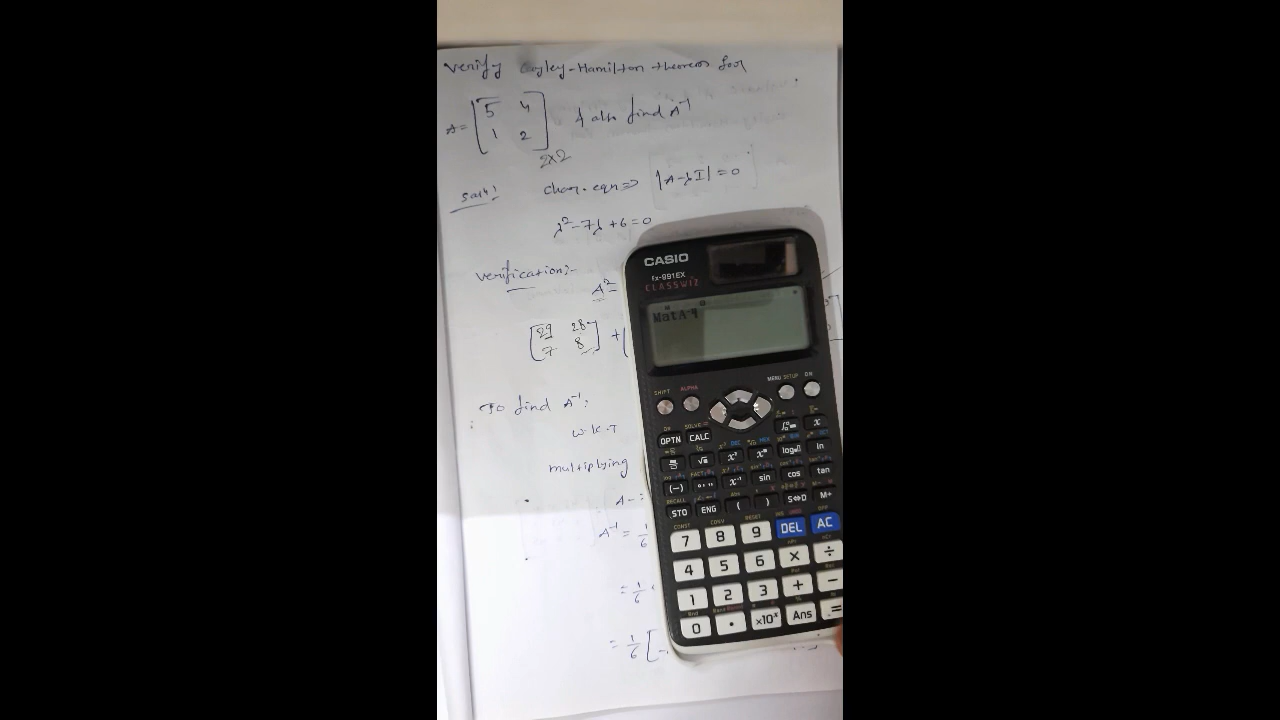 Verify Cayley-Hamilton theorem for
A = [5 4
1 2] 2x2 & also find A⁻¹
Char. eqn => |A-λI| = 0
λ²-7λ+6=0
Verification:-
A² =
[29 28
7 8] +
To find A⁻¹:
W.K.T
multiplying
A -
A⁻¹ = 1/6
= 1/6
= 1/6 [
CASIO
fx-991EX
CLASSWIZ
SHIFT ALPHA MENU SETUP ON
OPTN CALC
SOLVE =
x
√ x² log ln
(-) x⁻¹ sin cos tan
STO ENG ( ) S⇔D M+
7 8 9 DEL AC
4 5 6 × ÷
1 2 3 + −
0 . ×10ˣ Ans =